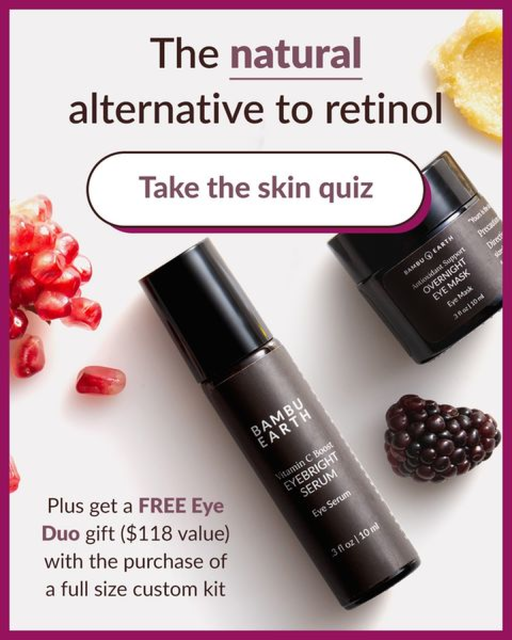 The natural
alternative to retinol
Take the skin quiz
BAMBU EARTH
Antioxidant Support
OVERNIGHT
EYE MASK
Eye Mask
.3 fl oz | 10 ml
Precaution
Direct
BAMBU
EARTH
Vitamin C Boost
EYEBRIGHT
SERUM
Eye Serum
.3 fl oz | 10 ml
Plus get a FREE Eye
Duo gift ($118 value)
with the purchase of
a full size custom kit